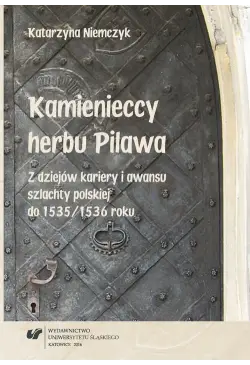 Katarzyna Niemczyk
Kamienieccy
herbu Pilawa
Z dziejów kariery i awansu
szlachty polskiej
do 1535/1536 roku
WYDAWNICTWO
UNIWERSYTETU ŚLĄSKIEGO
KATOWICE 2016